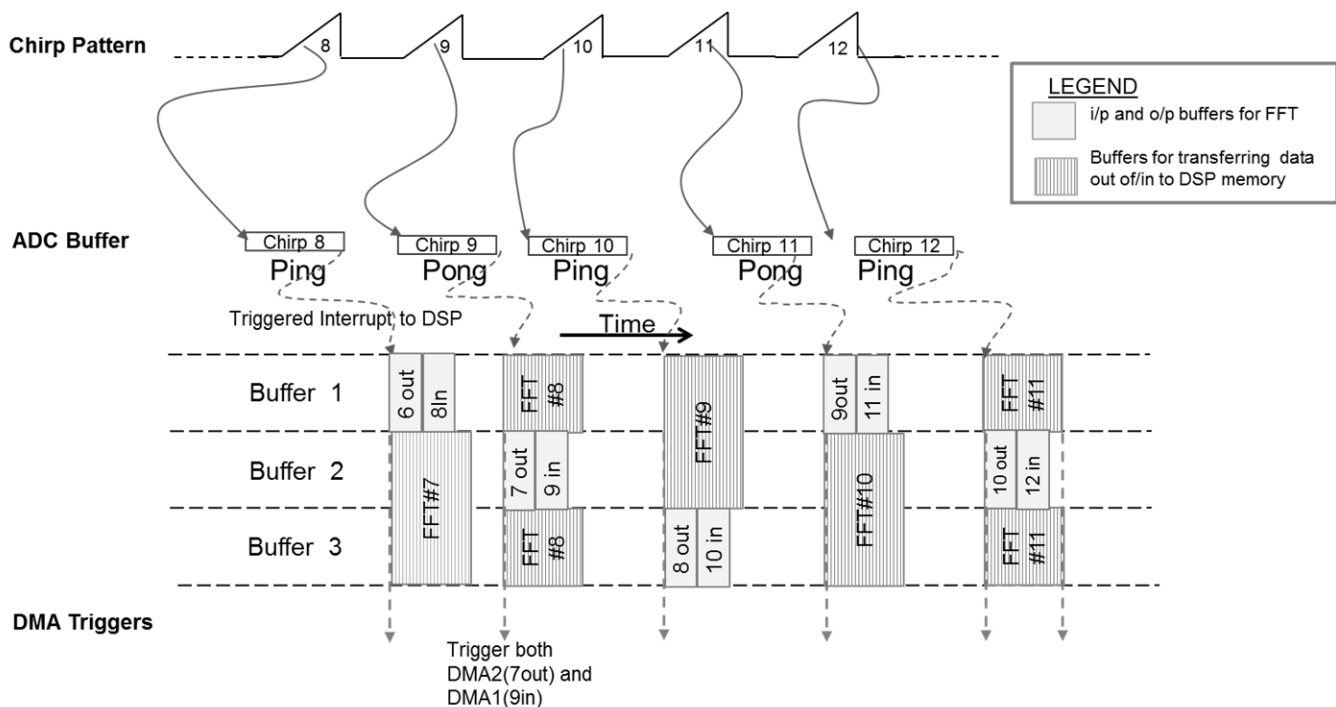 Chirp Pattern
8
9
10
11
12
LEGEND
i/p and o/p buffers for FFT
Buffers for transferring data
out of/in to DSP memory
ADC Buffer
Chirp 8
Chirp 9
Chirp 10
Chirp 11
Chirp 12
Ping
Pong
Ping
Pong
Ping
Triggered Interrupt to DSP
Time
Buffer 1
6 out
8In
FFT
#8
FFT#9
9out
11 in
FFT
#11
Buffer 2
FFT#7
7 out
9 in
FFT#10
10 out
12 in
Buffer 3
FFT
#8
8 out
10 in
FFT
#11
DMA Triggers
Trigger both
DMA2(7out) and
DMA1(9in)